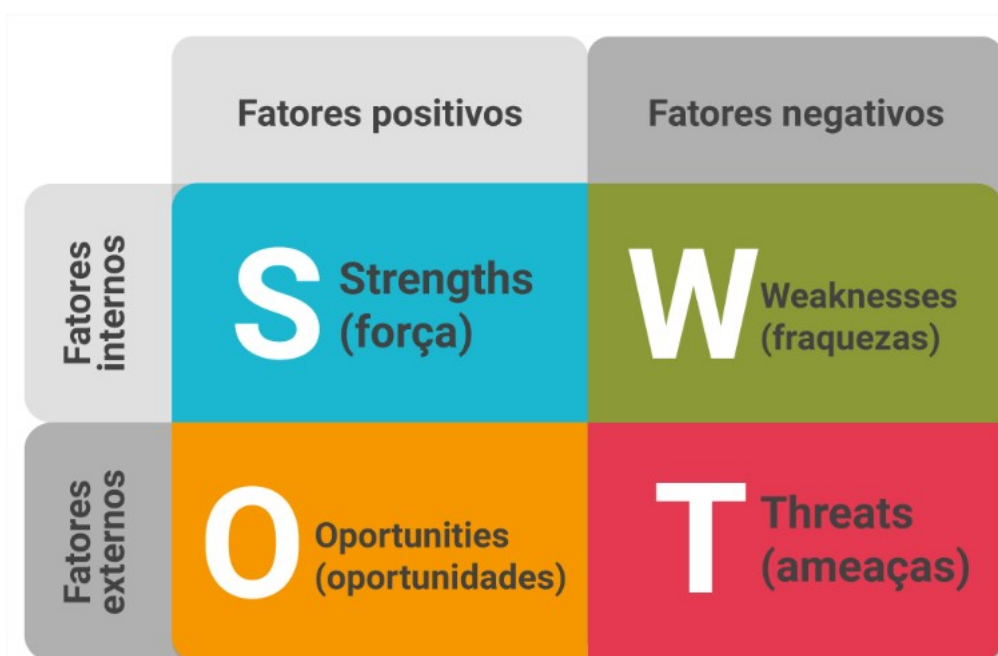 Fatores positivos
Fatores negativos
Fatores
internos
S
Strengths
(força)
W
Weaknesses
(fraquezas)
Fatores
externos
O
Oportunities
(oportunidades)
T
Threats
(ameaças)